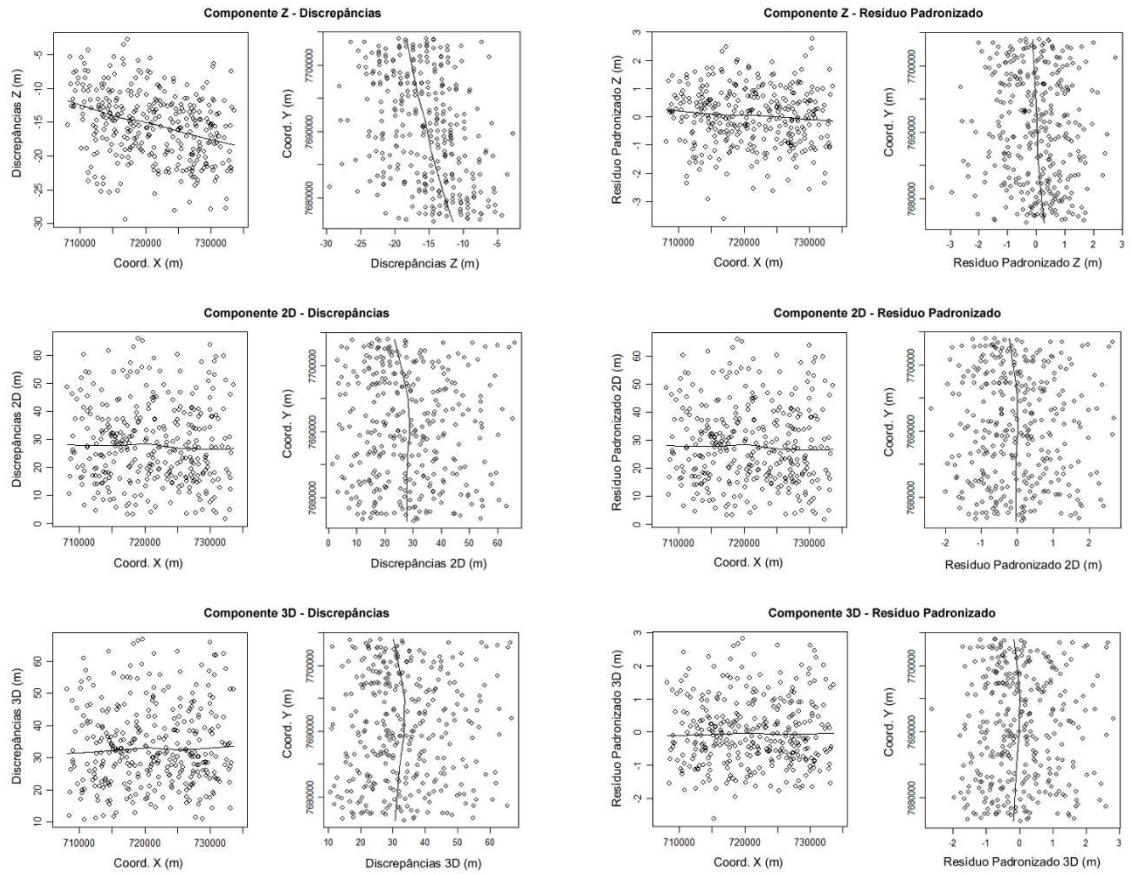 Componente Z - Discrepâncias
Discrepâncias Z (m)
-5
-10
-15
-20
-25
-30
710000 720000 730000
Coord. X (m)
Coord. Y (m)
7700000
7690000
7680000
-30 -25 -20 -15 -10 -5
Discrepâncias Z (m)
Componente Z - Resíduo Padronizado
Resíduo Padronizado Z (m)
3
2
1
0
-1
-2
-3
710000 720000 730000
Coord. X (m)
Coord. Y (m)
7700000
7690000
7680000
-3 -2 -1 0 1 2 3
Resíduo Padronizado Z (m)
Componente 2D - Discrepâncias
Discrepâncias 2D (m)
60
50
40
30
20
10
0
710000 720000 730000
Coord. X (m)
Coord. Y (m)
7700000
7690000
7680000
0 10 20 30 40 50 60
Discrepâncias 2D (m)
Componente 2D - Resíduo Padronizado
Resíduo Padronizado 2D (m)
60
50
40
30
20
10
0
710000 720000 730000
Coord. X (m)
Coord. Y (m)
7700000
7690000
7680000
-2 -1 0 1 2
Resíduo Padronizado 2D (m)
Componente 3D - Discrepâncias
Discrepâncias 3D (m)
60
50
40
30
20
10
710000 720000 730000
Coord. X (m)
Coord. Y (m)
7700000
7690000
7680000
10 20 30 40 50 60
Discrepâncias 3D (m)
Componente 3D - Resíduo Padronizado
Resíduo Padronizado 3D (m)
3
2
1
0
-1
-2
710000 720000 730000
Coord. X (m)
Coord. Y (m)
7700000
7690000
7680000
-2 -1 0 1 2 3
Resíduo Padronizado 3D (m)